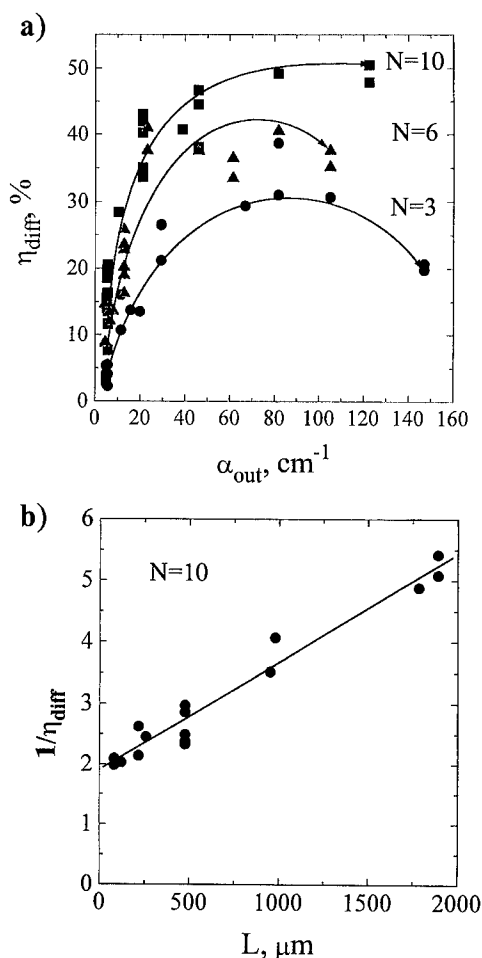 a)
50
40
30
20
10
0
η_diff, %
N=10
N=6
N=3
0 20 40 60 80 100 120 140 160
α_out, cm⁻¹
b)
6
5
4
3
2
1
0
1/η_diff
N=10
0 500 1000 1500 2000
L, μm